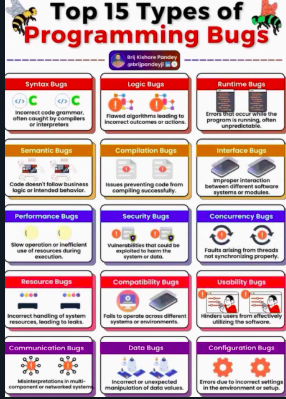 Top 15 Types of
Programming Bugs
Brij Kishore Pandey
@brijpandeyji
Syntax Bugs
Incorrect code grammar,
often caught by compilers
or interpreters
Logic Bugs
Flawed algorithms leading to
incorrect outcomes or actions.
Runtime Bugs
Errors that occur while the
program is running, often
unpredictable.
Semantic Bugs
Code doesn't follow business
logic or intended behavior.
Compilation Bugs
Issues preventing code from
compiling successfully.
Interface Bugs
Improper interaction
between different software
systems or modules.
Performance Bugs
Slow operation or inefficient
use of resources during
execution.
Security Bugs
Vulnerabilities that could be
exploited to harm the
system or data.
Concurrency Bugs
Faults arising from threads
not synchronizing properly.
Resource Bugs
Incorrect handling of system
resources, leading to leaks.
Compatibility Bugs
Fails to operate across different
systems or environments.
Usability Bugs
Hinders users from effectively
utilizing the software.
Communication Bugs
Misinterpretations in multi-
component or networked systems.
Data Bugs
Incorrect or unexpected
manipulation of data values.
Configuration Bugs
Errors due to incorrect settings
in the environment or setup.